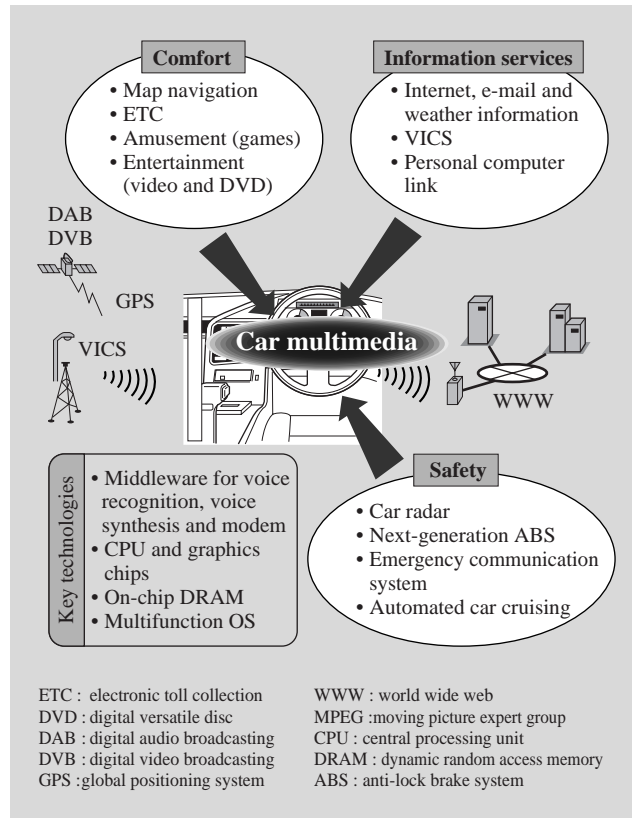 Comfort
• Map navigation
• ETC
• Amusement (games)
• Entertainment
(video and DVD)
Information services
• Internet, e-mail and
weather information
• VICS
• Personal computer
link
DAB
DVB
GPS
VICS
Car multimedia
WWW
Key technologies
• Middleware for voice
recognition, voice
synthesis and modem
• CPU and graphics
chips
• On-chip DRAM
• Multifunction OS
Safety
• Car radar
• Next-generation ABS
• Emergency communication
system
• Automated car cruising
ETC : electronic toll collection
DVD : digital versatile disc
DAB : digital audio broadcasting
DVB : digital video broadcasting
GPS :global positioning system
WWW : world wide web
MPEG :moving picture expert group
CPU : central processing unit
DRAM : dynamic random access memory
ABS : anti-lock brake system